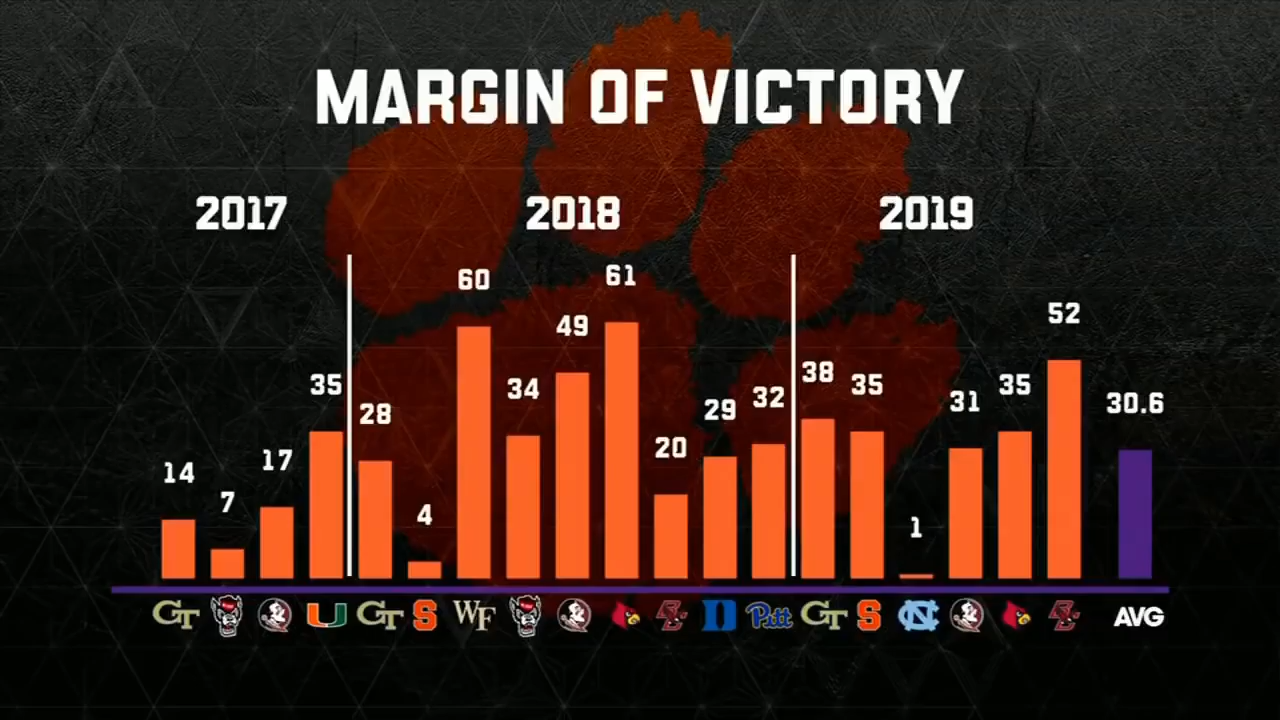 MARGIN OF VICTORY
2017 2018 2019
14 7 17 35 28 4 60 34 49 61 20 29 32 38 35 1 31 35 52 30.6
GT U GT S WF D Pitt GT S NC AVG